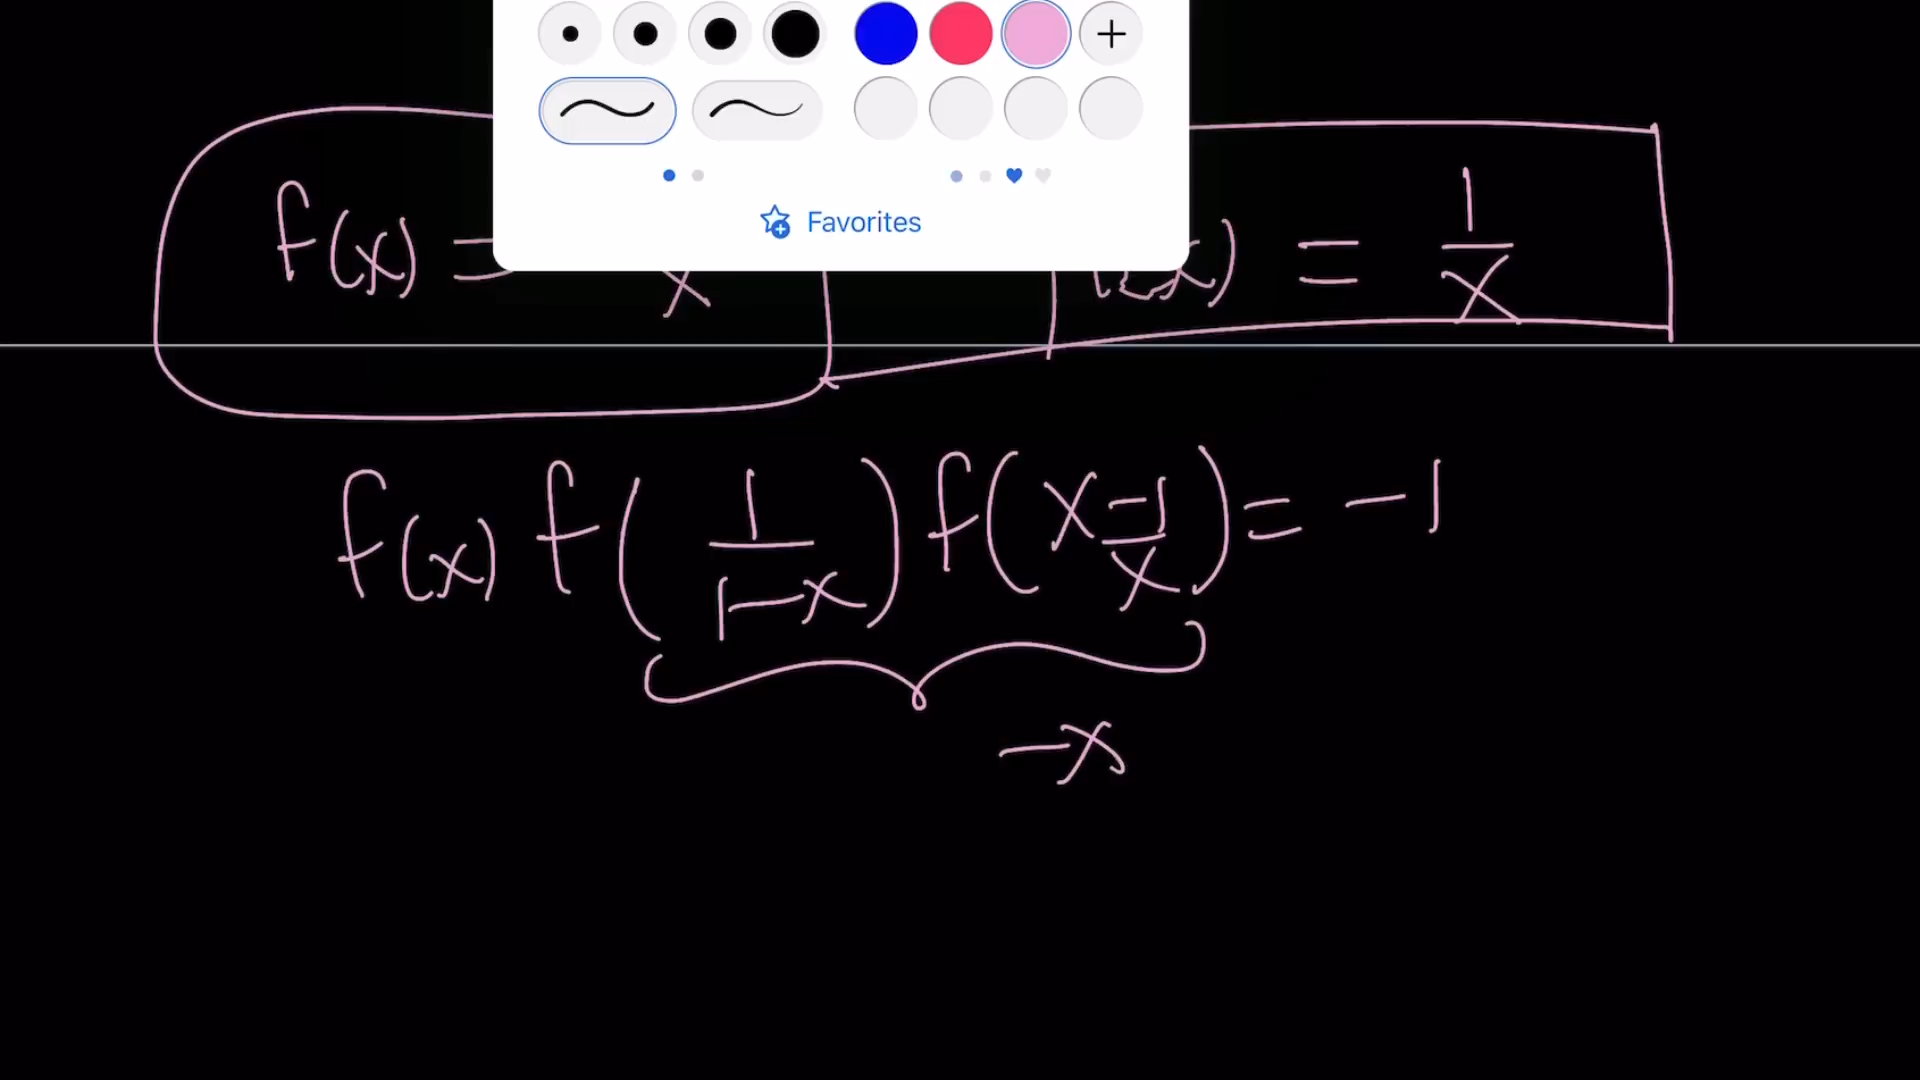 Favorites
f(x) = x x) = 1/x
f(x) f(1/(1-x)) f((x-1)/x) = -1
-x